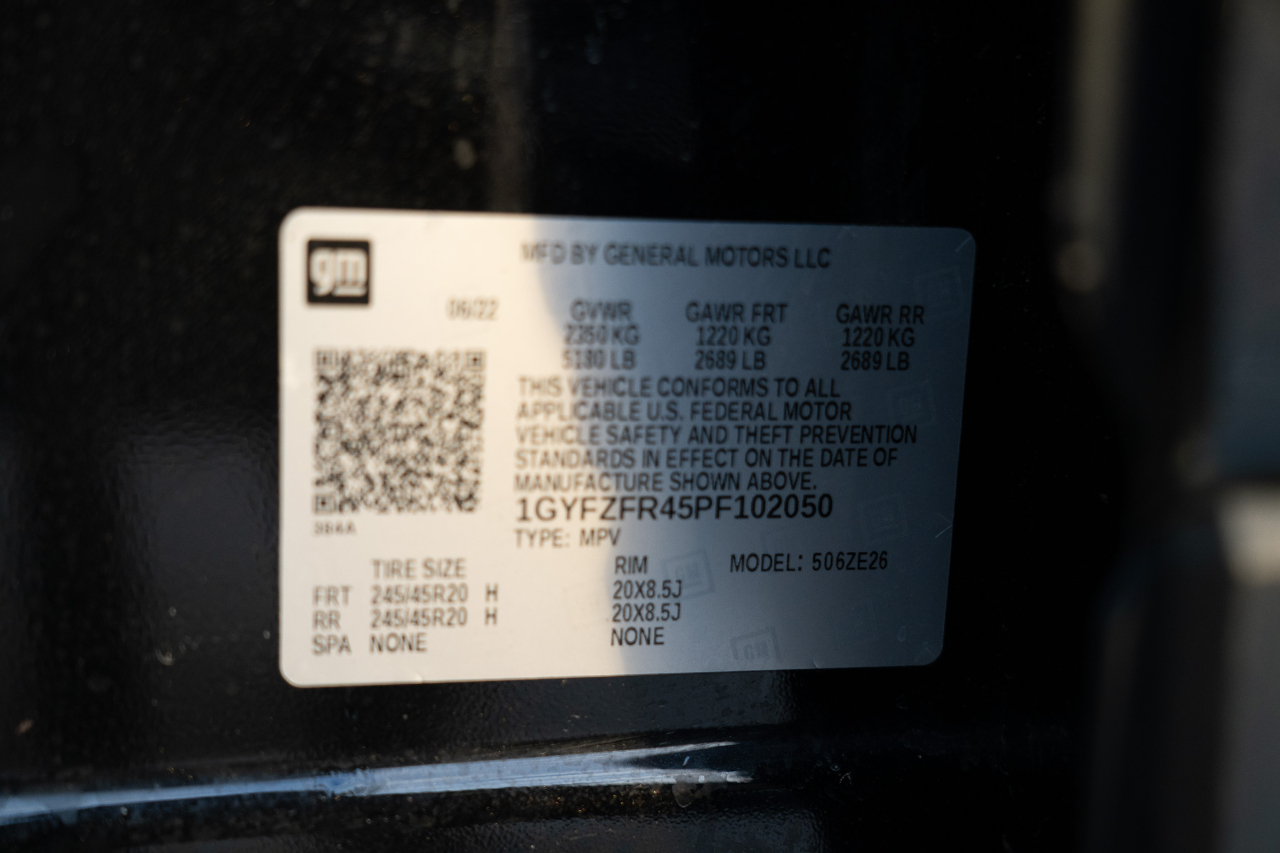 gm
MFD BY GENERAL MOTORS LLC
06/22 GVWR GAWR FRT GAWR RR
2350 KG 1220 KG 1220 KG
5180 LB 2689 LB 2689 LB
THIS VEHICLE CONFORMS TO ALL
APPLICABLE U.S. FEDERAL MOTOR
VEHICLE SAFETY AND THEFT PREVENTION
STANDARDS IN EFFECT ON THE DATE OF
MANUFACTURE SHOWN ABOVE.
1GYFZFR45PF102050
384A
TYPE: MPV
TIRE SIZE RIM MODEL: 506ZE26
FRT 245/45R20 H 20X8.5J
RR 245/45R20 H 20X8.5J
SPA NONE NONE
GM